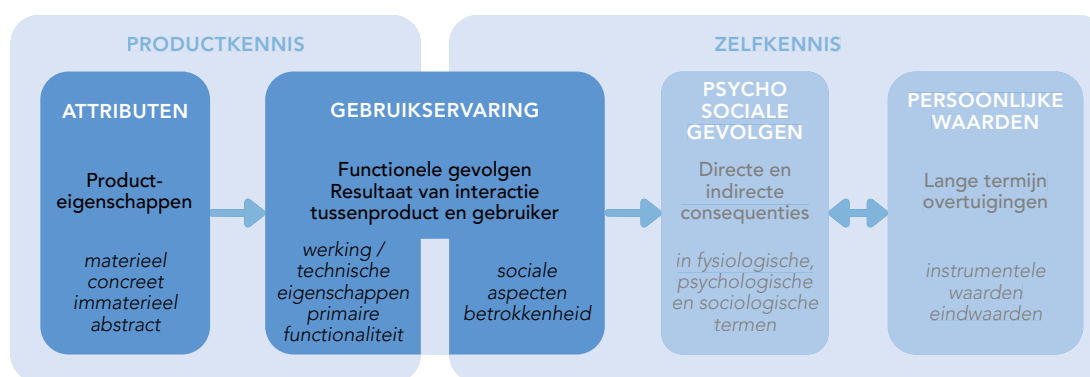 PRODUCTKENNIS
ZELFKENNIS
ATTRIBUTEN
Product-
eigenschappen
materieel
concreet
immaterieel
abstract
GEBRUIKSERVARING
Functionele gevolgen
Resultaat van interactie
tussenproduct en gebruiker
werking /
technische
eigenschappen
primaire
functionaliteit
sociale
aspecten
betrokkenheid
PSYCHO
SOCIALE
GEVOLGEN
Directe en
indirecte
consequenties
in fysiologische,
psychologische
en sociologische
termen
PERSOONLIJKE
WAARDEN
Lange termijn
overtuigingen
instrumentele
waarden
eindwaarden